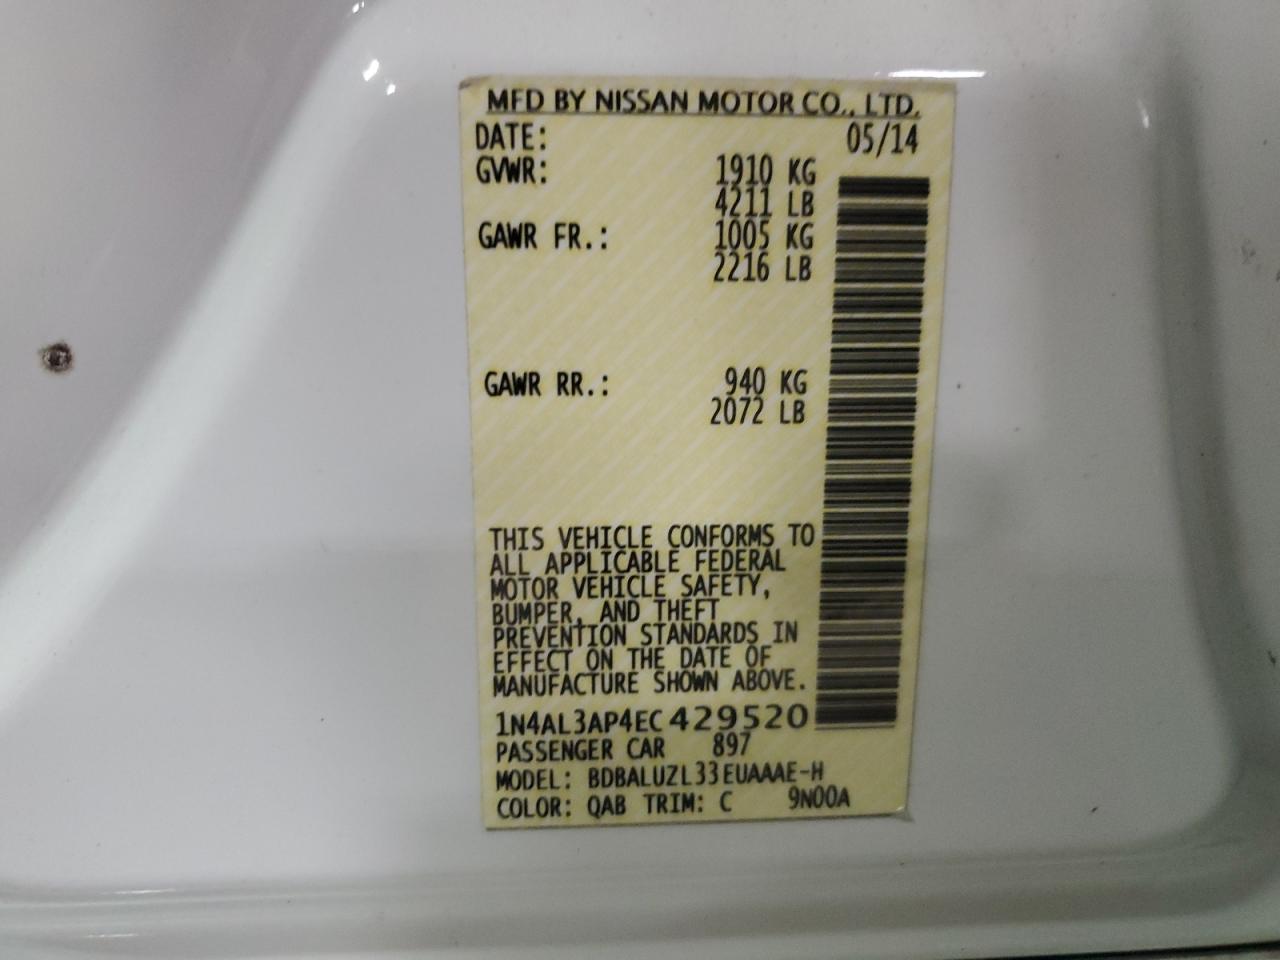 MFD BY NISSAN MOTOR CO., LTD.
DATE: 05/14
GVWR: 1910 KG
4211 LB
GAWR FR.: 1005 KG
2216 LB
GAWR RR.: 940 KG
2072 LB
THIS VEHICLE CONFORMS TO
ALL APPLICABLE FEDERAL
MOTOR VEHICLE SAFETY,
BUMPER, AND THEFT
PREVENTION STANDARDS IN
EFFECT ON THE DATE OF
MANUFACTURE SHOWN ABOVE.
1N4AL3AP4EC429520
PASSENGER CAR 897
MODEL: BDBALUZL33EUAAAE-H
COLOR: QAB TRIM: C 9N00A